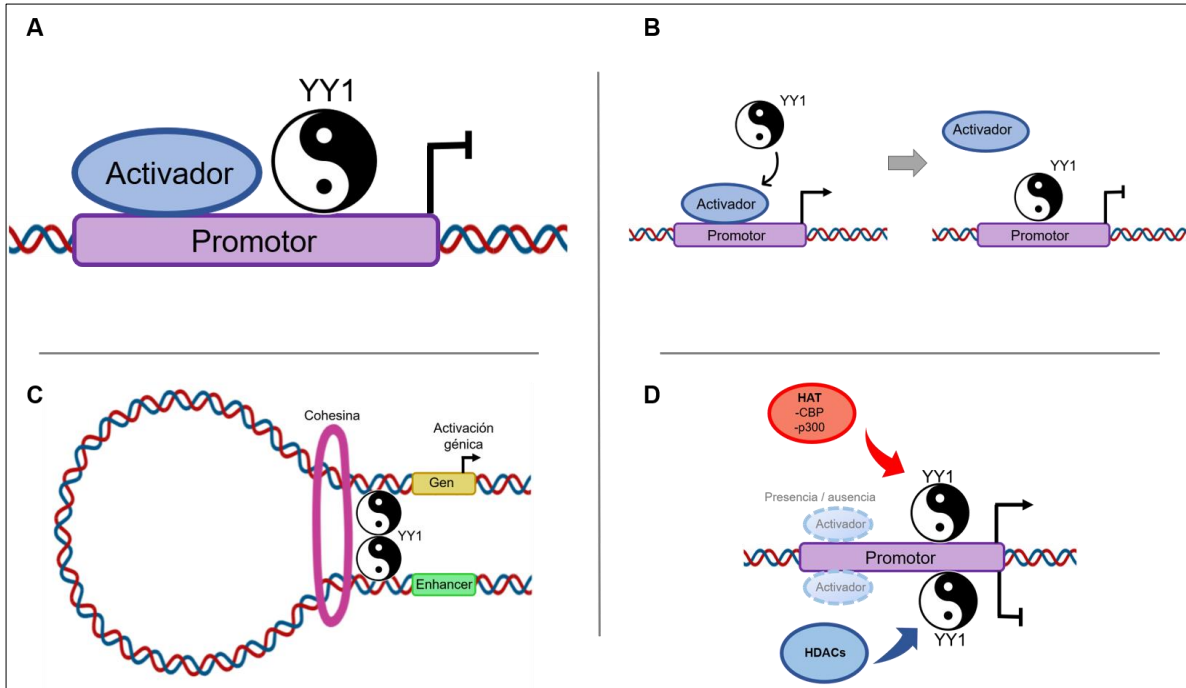 A
YY1
Activador
Promotor
B
YY1
Activador
Promotor
Activador
YY1
Promotor
C
Cohesina
Activación
génica
Gen
YY1
Enhancer
D
HAT
-CBP
-p300
YY1
Presencia / ausencia
Activador
Promotor
Activador
YY1
HDACs